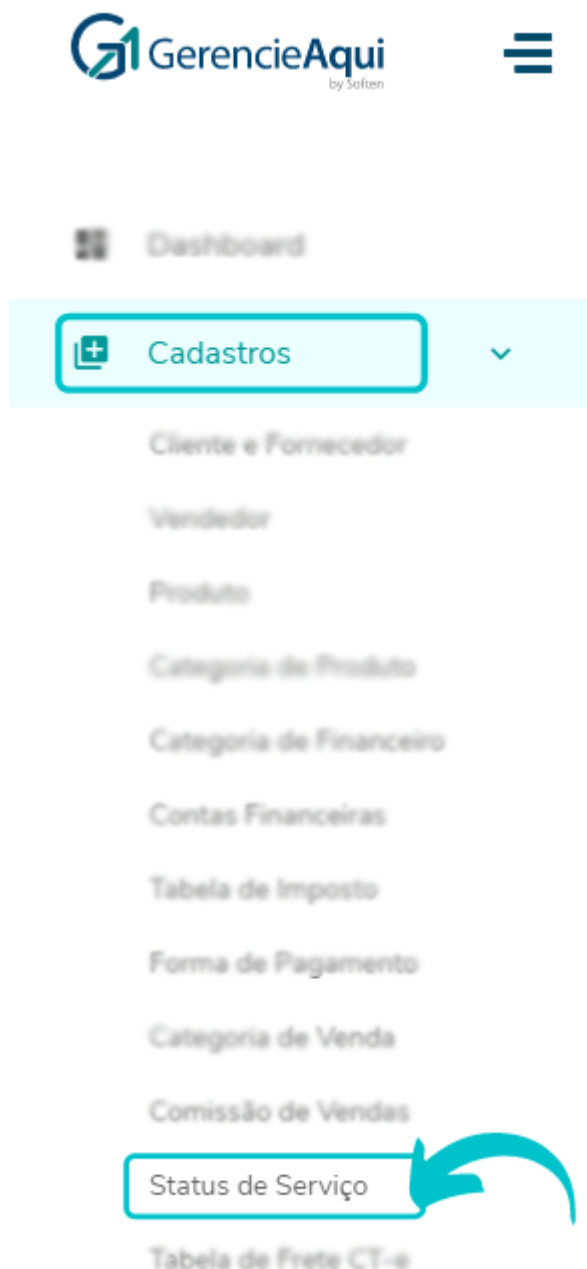 GerencieAqui
by Soften
Dashboard
Cadastros
Cliente e Fornecedor
Vendedor
Produto
Categoria de Produto
Categoria de Financeiro
Contas Financeiras
Tabela de Imposto
Forma de Pagamento
Categoria de Venda
Comissão de Vendas
Status de Serviço
Tabela de Frete CT-e